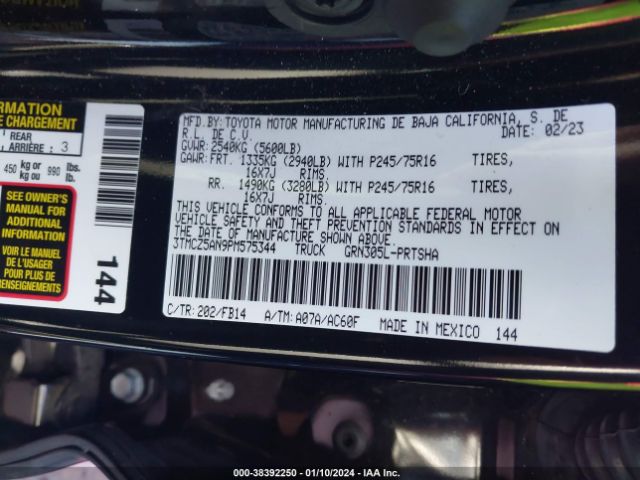 ORMATION
E CHARGEMENT
REAR
ARRIÈRE 3
450 kg or kg ou 990 lbs. lb.
SEE OWNER'S
MANUAL FOR
ADDITIONAL
INFORMATION
VOIR LE MANUEL
DE L'USAGER
POUR PLUS DE
144
MFD.BY:TOYOTA MOTOR MANUFACTURING DE BAJA CALIFORNIA, S. DE
R.L. DE C.V. DATE: 02/23
GVWR:2540KG (5600LB)
GAWR:FRT. 1335KG (2940LB) WITH P245/75R16 TIRES,
16X7J RIMS.
RR. 1490KG (3280LB) WITH P245/75R16 TIRES,
16X7J RIMS.
THIS VEHICLE CONFORMS TO ALL APPLICABLE FEDERAL MOTOR
VEHICLE SAFETY AND THEFT PREVENTION STANDARDS IN EFFECT ON
THE DATE OF MANUFACTURE SHOWN ABOVE.
3TMCZ5AN9PM575344 TRUCK GRN305L-PRTSHA
C/TR:202/FB14 A/TM:A07A/AC60F MADE IN MEXICO 144
000-38392250 - 01/10/2024 - IAA Inc.